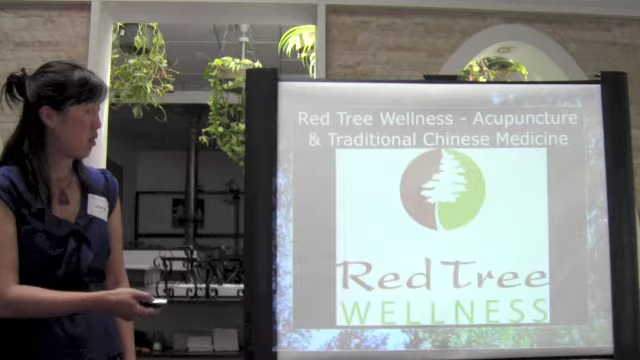 Red Tree Wellness - Acupuncture
& Traditional Chinese Medicine
Red Tree
WELLNESS